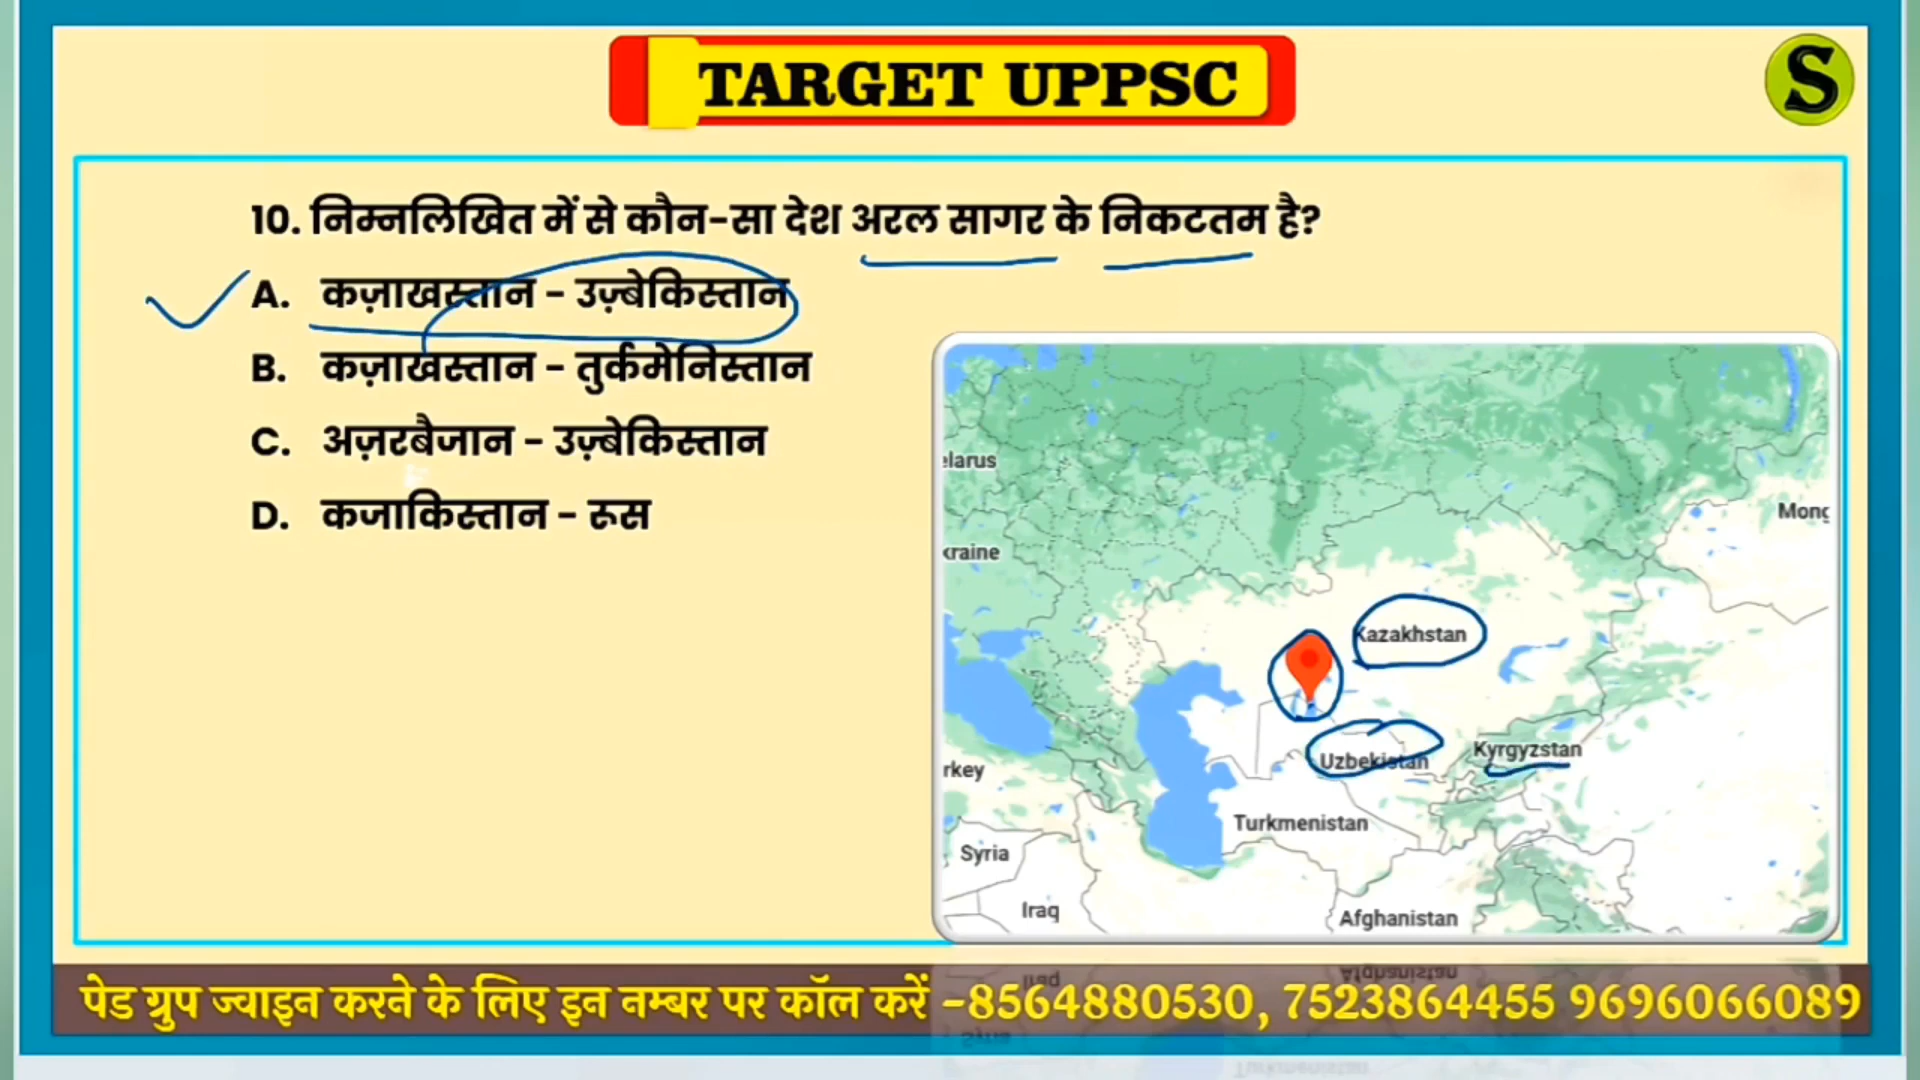 TARGET UPPSC
S
10. निम्नलिखित में से कौन-सा देश अरल सागर के निकटतम है?
A. कज़ाखस्तान - उज़्बेकिस्तान
B. कज़ाखस्तान - तुर्कमेनिस्तान
C. अज़रबैजान - उज़्बेकिस्तान
D. कजाकिस्तान - रूस
elarus
Mong
kraine
Kazakhstan
Uzbekistan
Kyrgyzstan
rkey
Turkmenistan
Syria
Iraq
Afghanistan
पेड ग्रुप ज्वाइन करने के लिए इन नम्बर पर कॉल करें -8564880530, 7523864455 9696066089